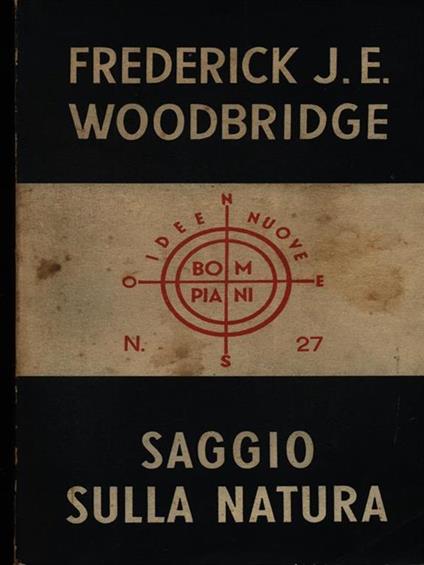 FREDERICK J. E.
WOODBRIDGE
IDEE NUOVE
N
O
E
S
BOM
PIANI
N. 27
SAGGIO
SULLA NATURA